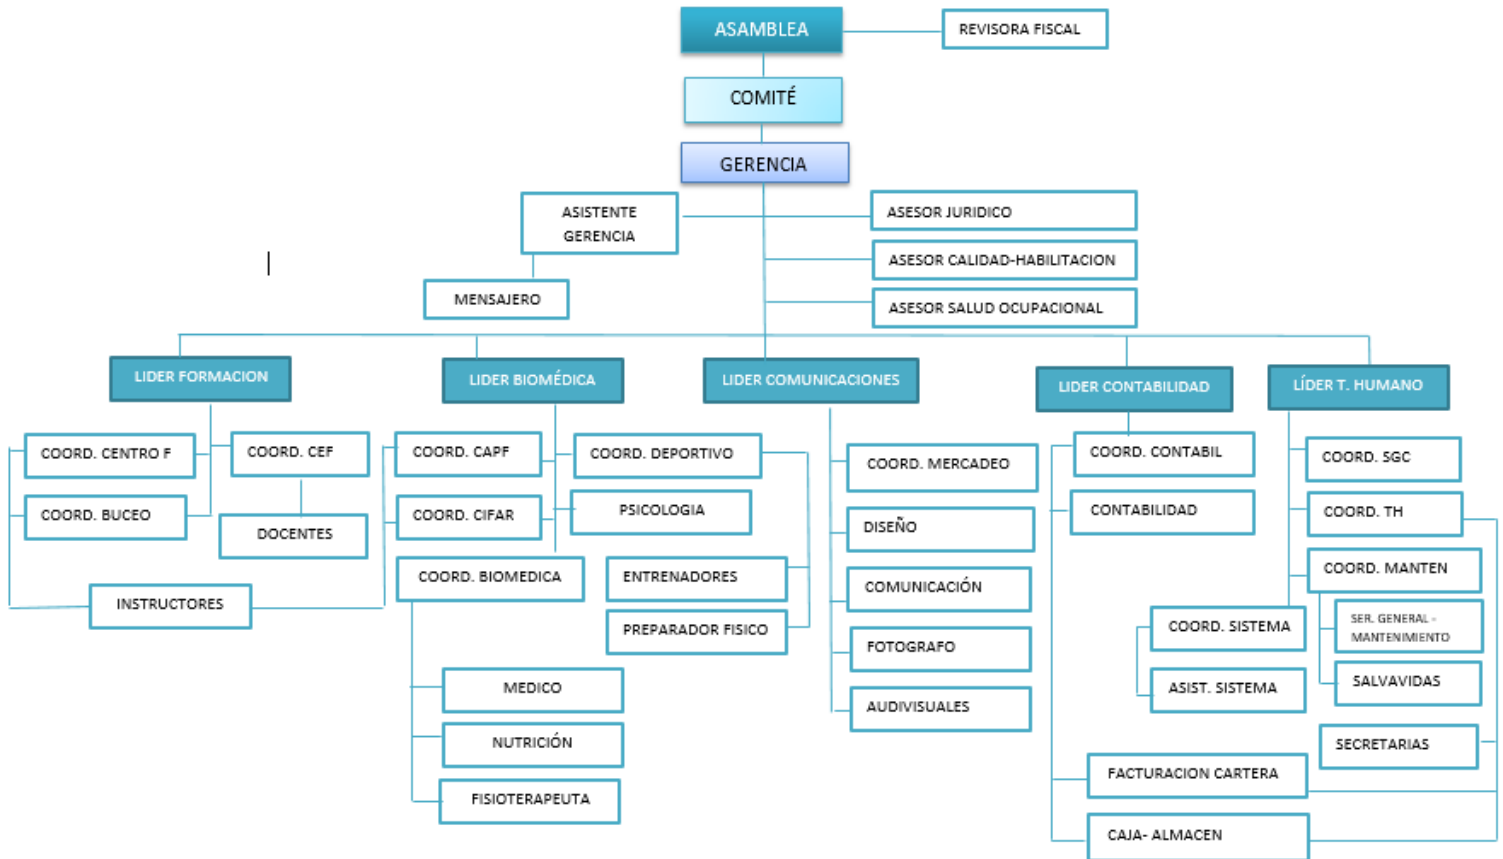 ASAMBLEA
REVISORA FISCAL
COMITÉ
GERENCIA
ASISTENTE
GERENCIA
ASESOR JURIDICO
ASESOR CALIDAD-HABILITACION
MENSAJERO
ASESOR SALUD OCUPACIONAL
LIDER FORMACION
LIDER BIOMÉDICA
LIDER COMUNICACIONES
LIDER CONTABILIDAD
LÍDER T. HUMANO
COORD. CENTRO F
COORD. CEF
COORD. BUCEO
DOCENTES
INSTRUCTORES
COORD. CAPF
COORD. DEPORTIVO
COORD. CIFAR
PSICOLOGIA
COORD. BIOMEDICA
ENTRENADORES
PREPARADOR FISICO
MEDICO
NUTRICIÓN
FISIOTERAPEUTA
COORD. MERCADEO
DISEÑO
COMUNICACIÓN
FOTOGRAFO
AUDIVISUALES
COORD. CONTABIL
CONTABILIDAD
FACTURACION CARTERA
CAJA- ALMACEN
COORD. SGC
COORD. TH
COORD. MANTEN
SER. GENERAL -
MANTENIMIENTO
SALVAVIDAS
COORD. SISTEMA
ASIST. SISTEMA
SECRETARIAS